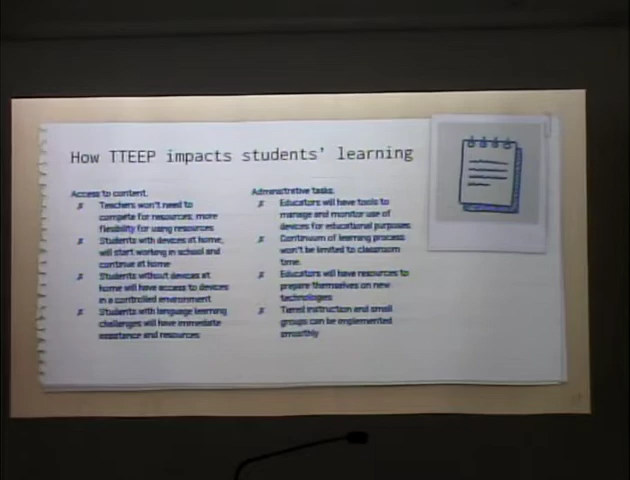 How TTEEP impacts students' learning
Access to content.
✗ Teachers won't need to
compete for resources: more
flexibility for using resources
✗ Students with devices at home,
will start working in school and
continue at home
✗ Students without devices at
home will have access to devices
in a controlled environment
✗ Students with language learning
challenges will have immediate
assistance and resources
Administrative tasks.
✗ Educators will have tools to
manage and monitor use of
devices for educational purposes
✗ Continuum of learning process
won't be limited to classroom
time.
✗ Educators will have resources to
prepare themselves on new
technologies
✗ Tiered instruction and small
groups can be implemented
smoothly